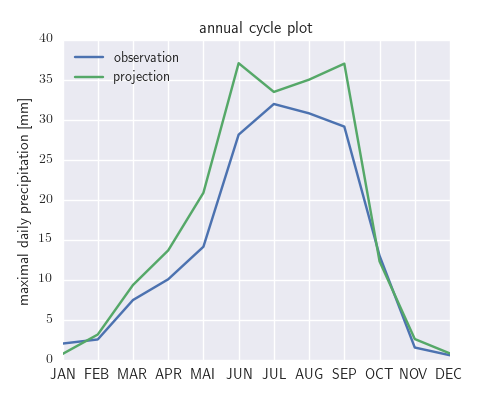 annual cycle plot
observation
projection
maximal daily precipitation [mm]
40
35
30
25
20
15
10
5
0
JAN FEB MAR APR MAI JUN JUL AUG SEP OCT NOV DEC